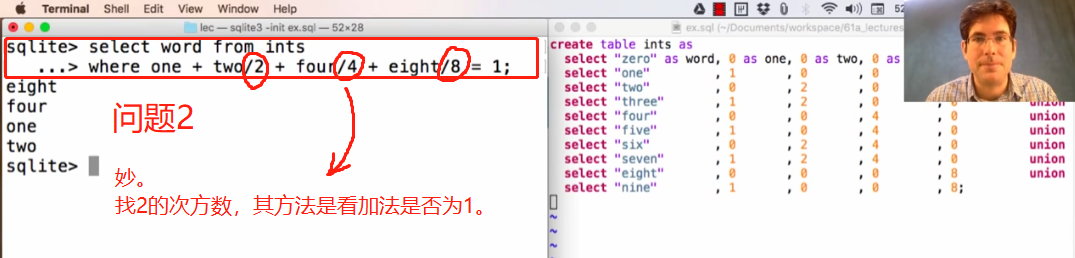 Terminal Shell Edit View Window Help
lec — sqlite3 -init ex.sql — 52×28
sqlite> select word from ints
...> where one + two/2 + four/4 + eight/8 = 1;
eight
four
one
two
sqlite>
问题2
妙。
找2的次方数，其方法是看加法是否为1。
ex.sql (~/Documents/workspace/61a_lectures
create table ints as
select "zero" as word, 0 as one, 0 as two, 0 as
select "one" , 1 , 0 , 0
select "two" , 0 , 2 , 0
select "three" , 1 , 2 , 0 , 0 union
select "four" , 0 , 0 , 4 , 0 union
select "five" , 1 , 0 , 4 , 0 union
select "six" , 0 , 2 , 4 , 0 union
select "seven" , 1 , 2 , 4 , 0 union
select "eight" , 0 , 0 , 0 , 8 union
select "nine" , 1 , 0 , 0 , 8;
~
~
~